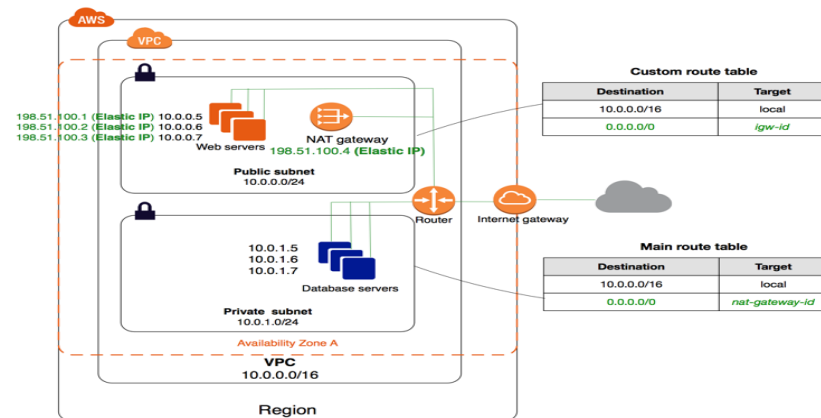 AWS
VPC
198.51.100.1 (Elastic IP) 10.0.0.5
198.51.100.2 (Elastic IP) 10.0.0.6
198.51.100.3 (Elastic IP) 10.0.0.7
Web servers
NAT gateway
198.51.100.4 (Elastic IP)
Public subnet
10.0.0.0/24
Custom route table
Destination Target
10.0.0.0/16 local
0.0.0.0/0 igw-id
Router
Internet gateway
10.0.1.5
10.0.1.6
10.0.1.7
Database servers
Private subnet
10.0.1.0/24
Main route table
Destination Target
10.0.0.0/16 local
0.0.0.0/0 nat-gateway-id
Availability Zone A
VPC
10.0.0.0/16
Region